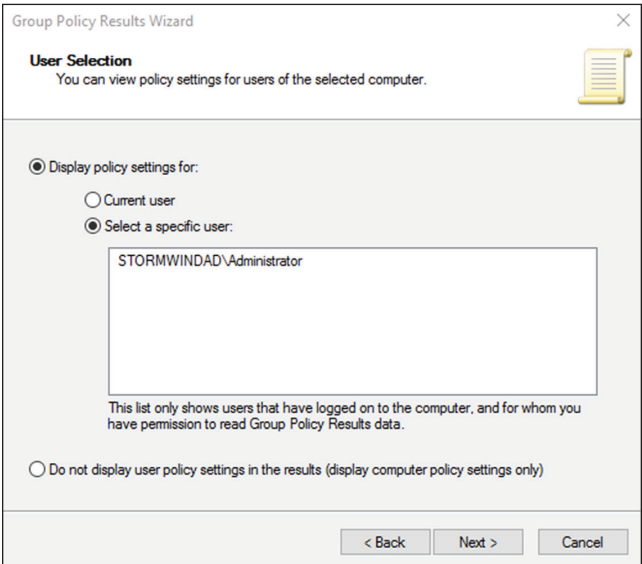 Group Policy Results Wizard
User Selection
You can view policy settings for users of the selected computer.
Display policy settings for:
Current user
Select a specific user:
STORMWINDAD\Administrator
This list only shows users that have logged on to the computer, and for whom you
have permission to read Group Policy Results data.
Do not display user policy settings in the results (display computer policy settings only)
< Back Next > Cancel